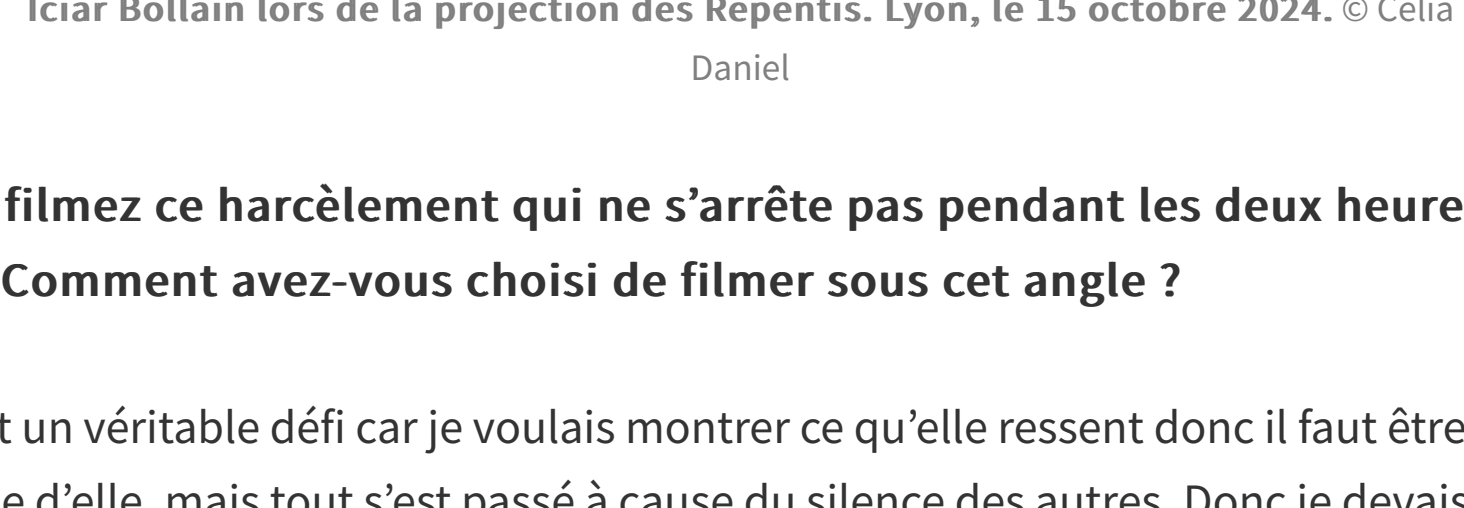 Icíar Bollaín lors de la projection des Repentis. Lyon, le 15 octobre 2024. © Célia
Daniel
filmez ce harcèlement qui ne s’arrête pas pendant les deux heure
Comment avez-vous choisi de filmer sous cet angle ?
t un véritable défi car je voulais montrer ce qu’elle ressent donc il faut être
e d’elle, mais tout s’est passé à cause du silence des autres. Donc je devais